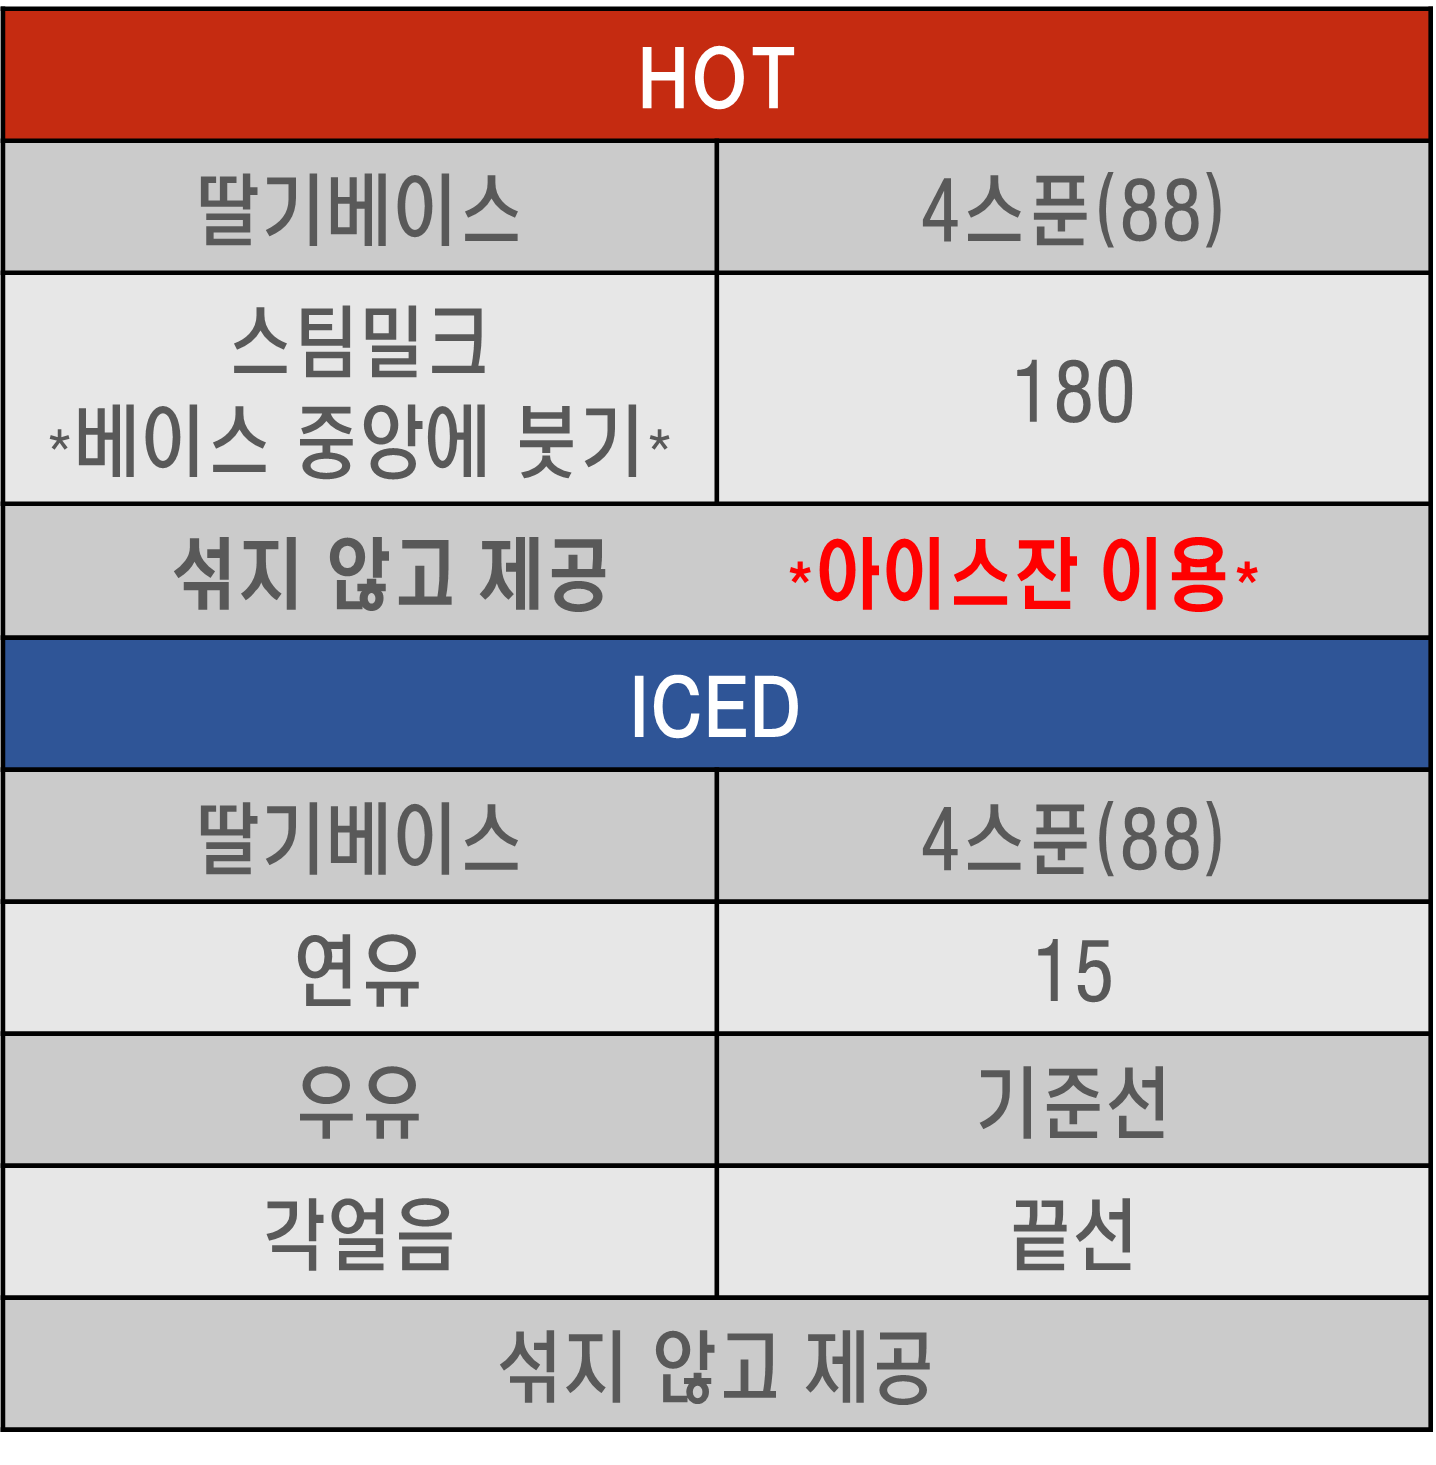 HOT
딸기베이스 4스푼(88)
스팀밀크
*베이스 중앙에 붓기* 180
섞지 않고 제공 *아이스잔 이용*
ICED
딸기베이스 4스푼(88)
연유 15
우유 기준선
각얼음 끝선
섞지 않고 제공